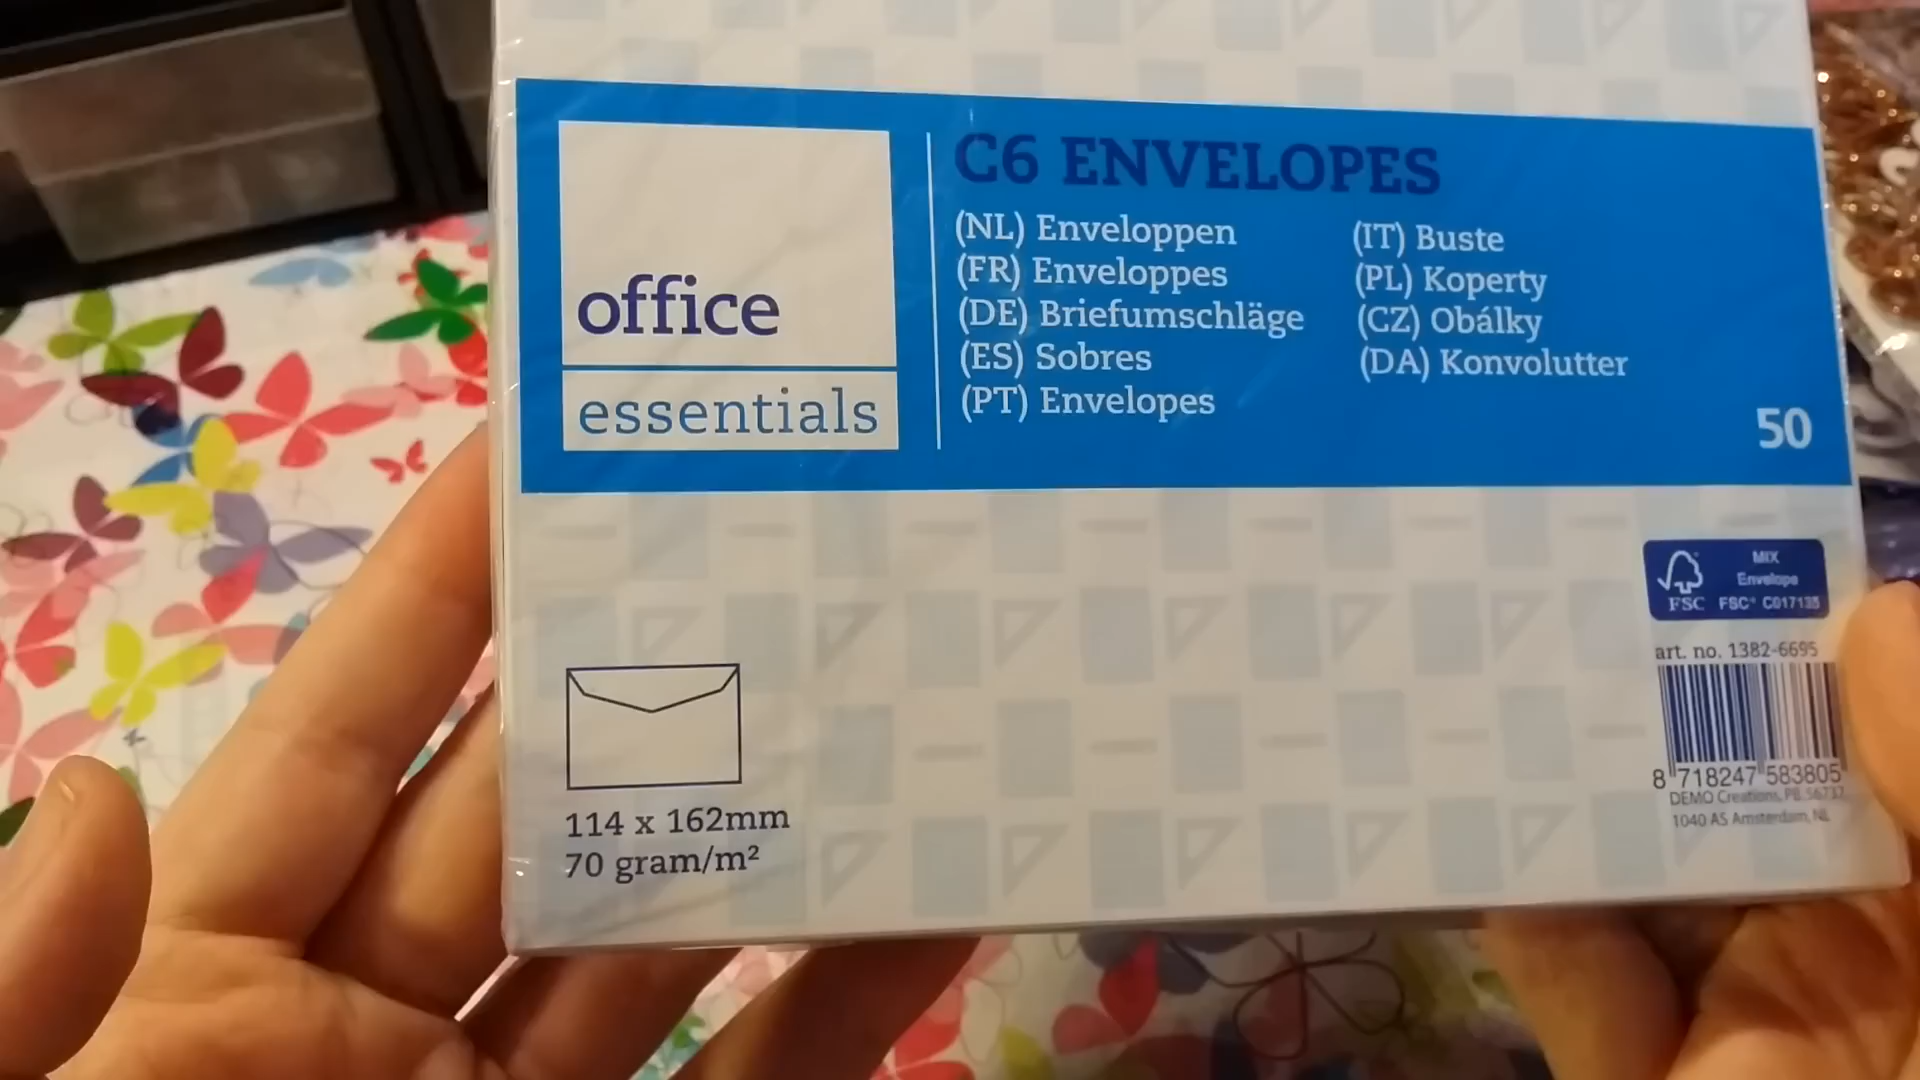 office
essentials
C6 ENVELOPES
(NL) Enveloppen
(FR) Enveloppes
(DE) Briefumschläge
(ES) Sobres
(PT) Envelopes
(IT) Buste
(PL) Koperty
(CZ) Obálky
(DA) Konvolutter
50
MIX
Envelope
FSC FSC® C017135
art. no. 1382-6695
8 718247 583805
DEMO Creations, PB 56737
1040 AS Amsterdam, NL
114 x 162mm
70 gram/m²